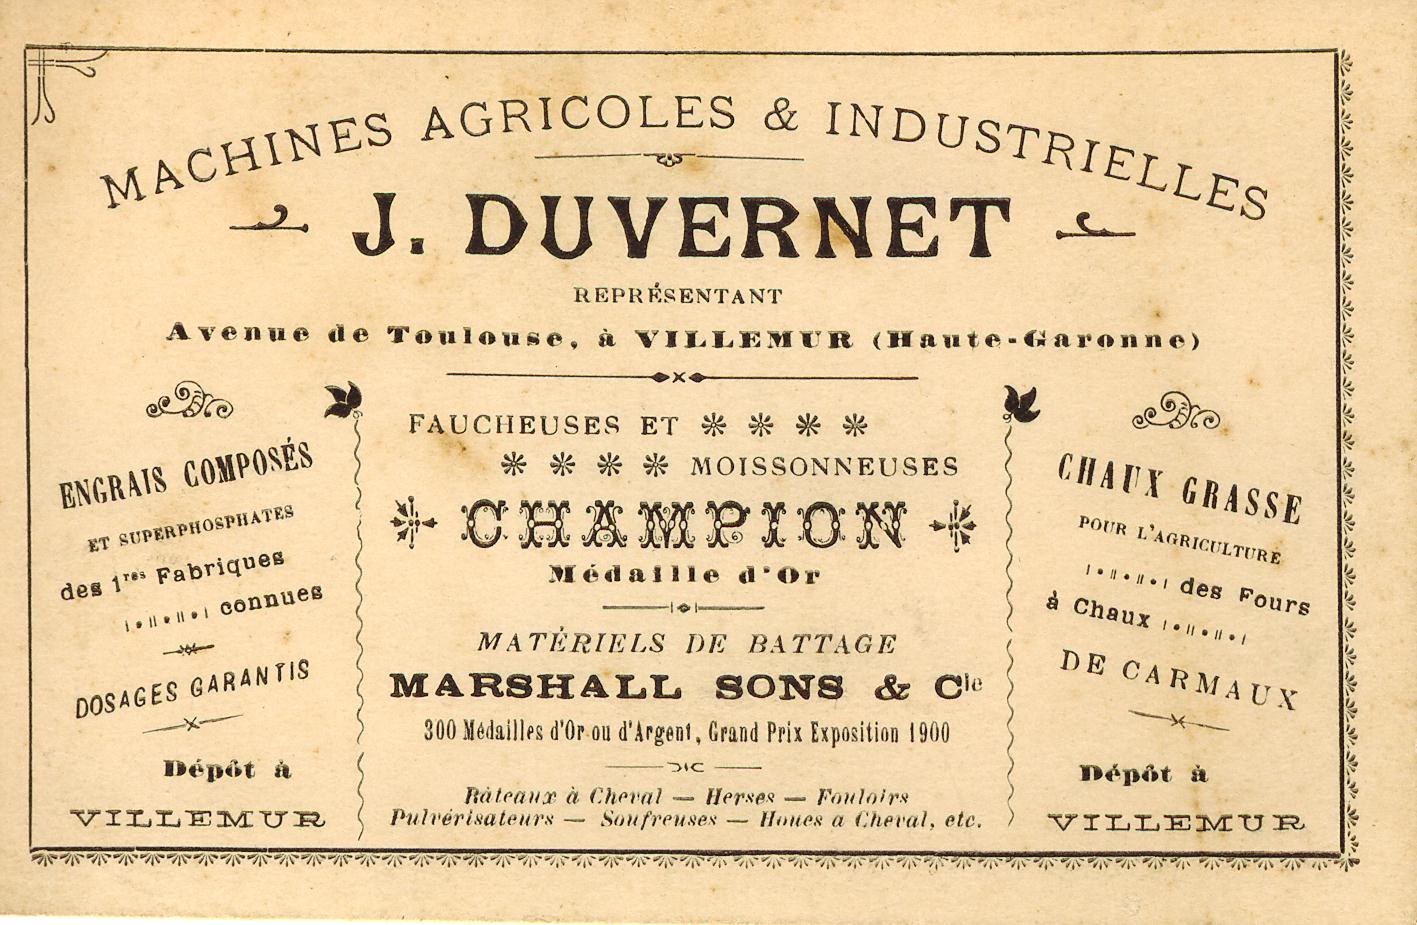 MACHINES AGRICOLES & INDUSTRIELLES
J. DUVERNET
REPRÉSENTANT
Avenue de Toulouse, à VILLEMUR (Haute-Garonne)
ENGRAIS COMPOSÉS
ET SUPERPHOSPHATES
des 1res Fabriques
connues
DOSAGES GARANTIS
Dépôt à
VILLEMUR
FAUCHEUSES ET
MOISSONNEUSES
CHAMPION
Médaille d'Or
MATÉRIELS DE BATTAGE
MARSHALL SONS & Cie
300 Médailles d'Or ou d'Argent, Grand Prix Exposition 1900
Râteaux à Cheval — Herses — Fouloirs
Pulvérisateurs — Soufreuses — Houes a Cheval, etc.
CHAUX GRASSE
POUR L'AGRICULTURE
des Fours
à Chaux
DE CARMAUX
Dépôt à
VILLEMUR